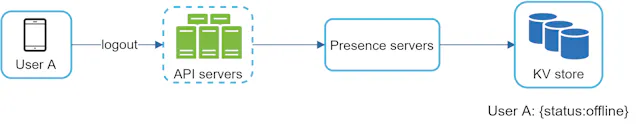 User A
logout
API servers
Presence servers
KV store
User A: {status:offline}